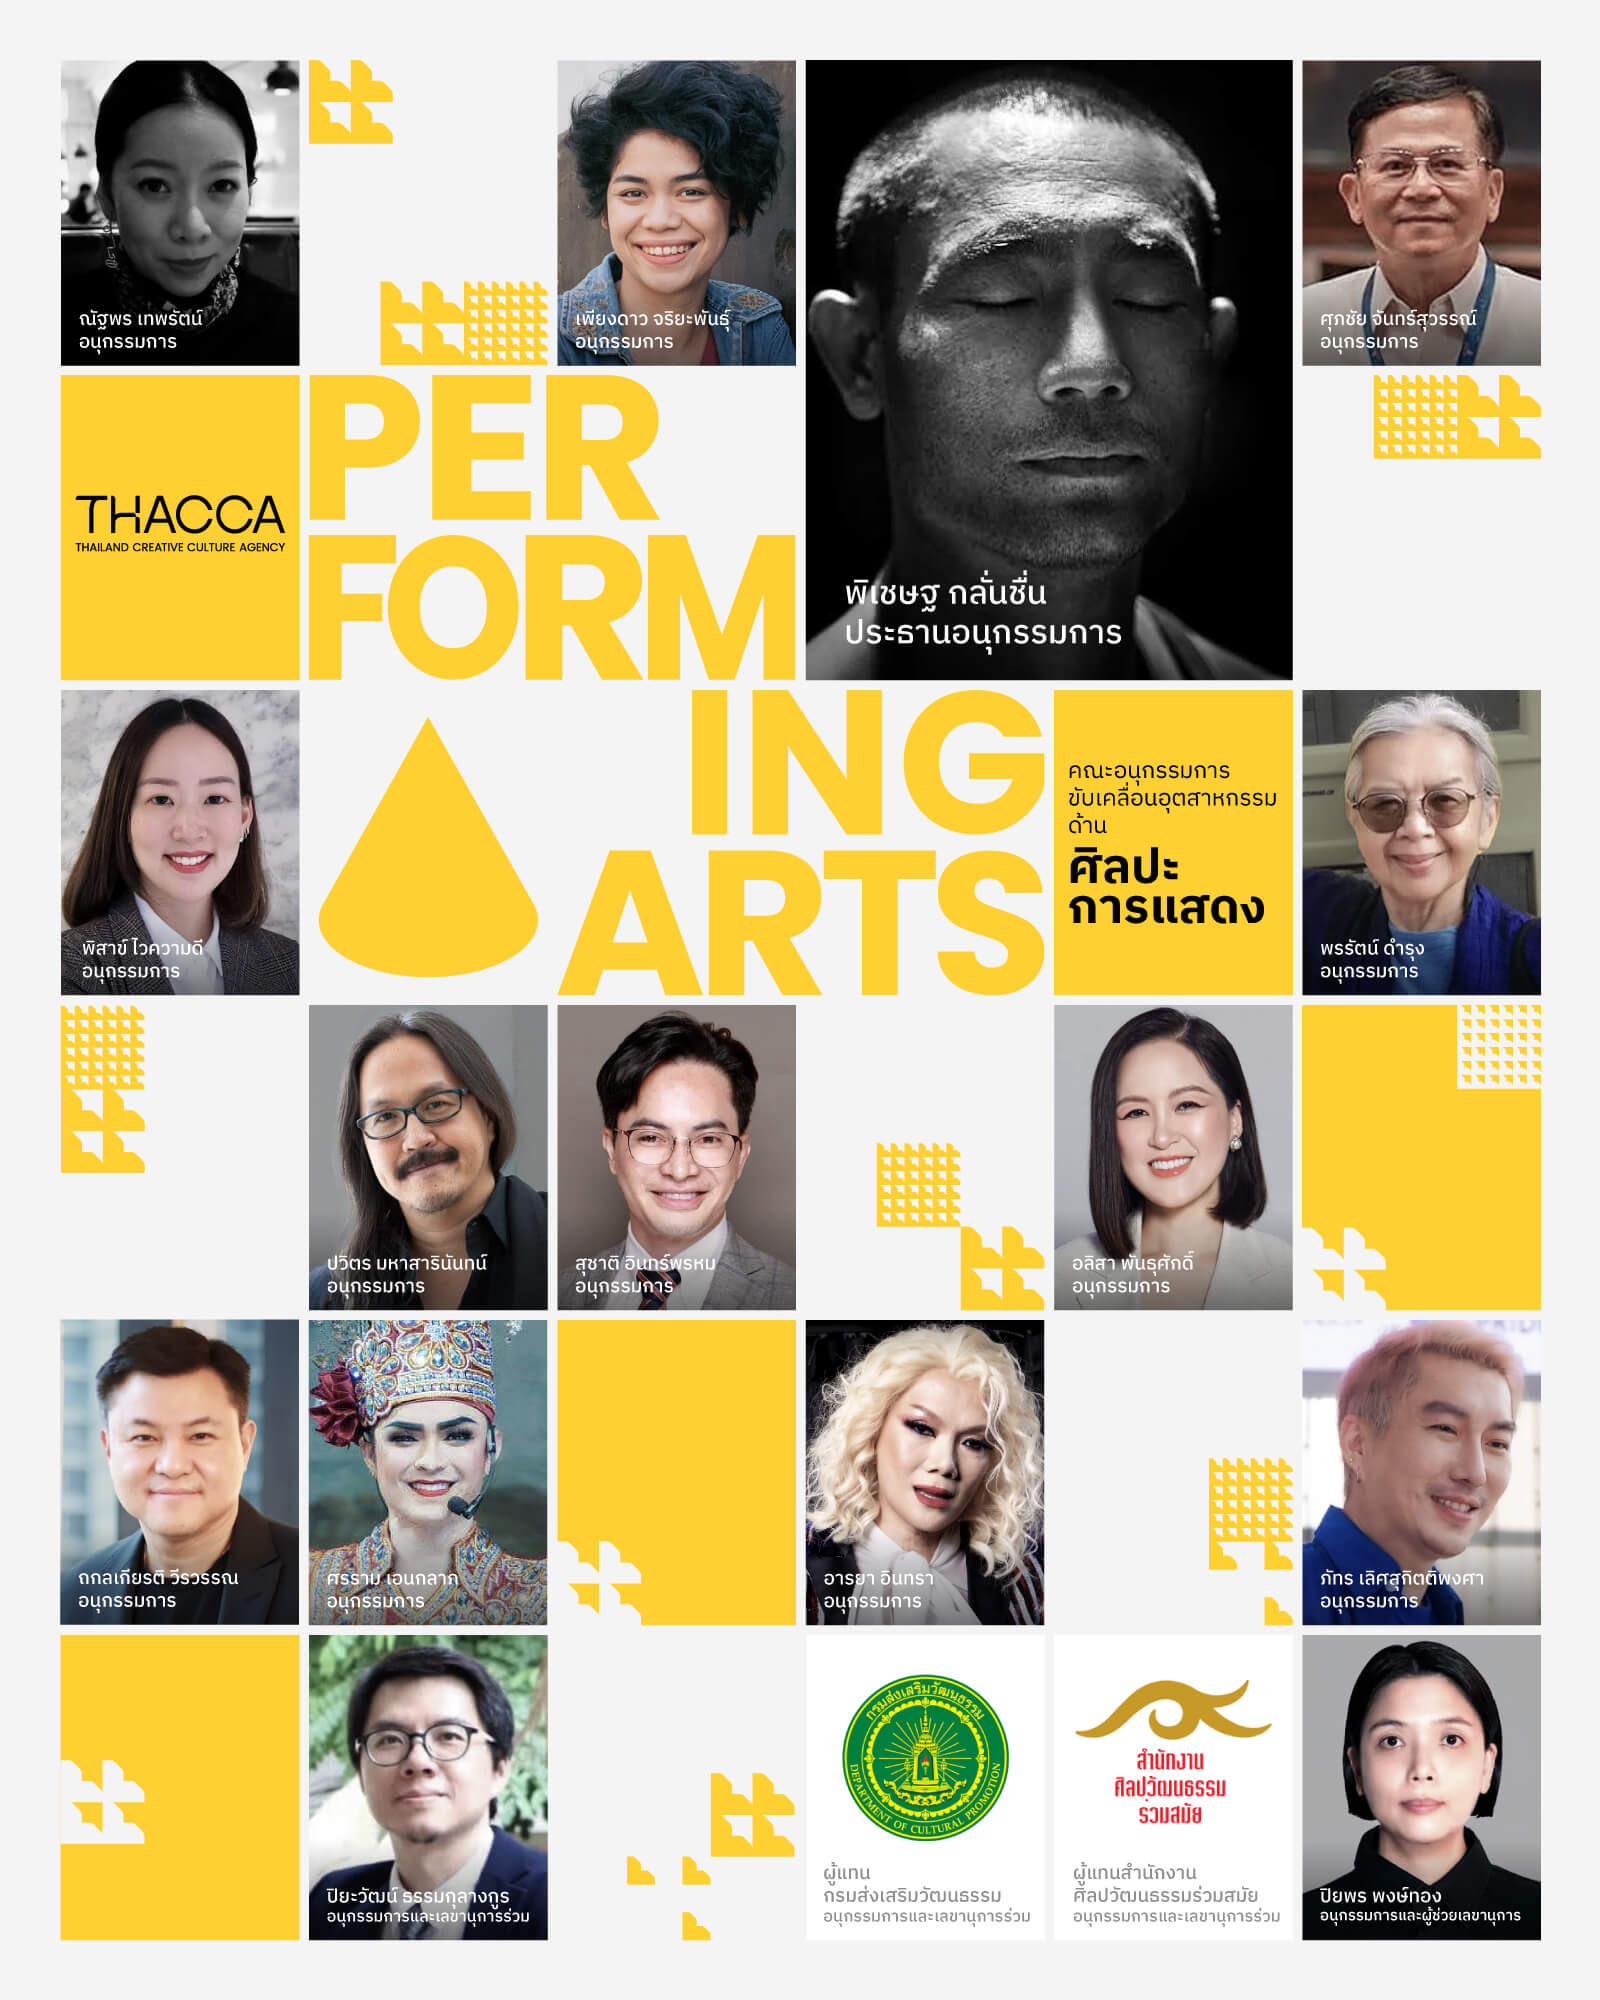 ณัฐพร เทพรัตน์
อนุกรรมการ
เพียงดาว จริยะพันธุ์
อนุกรรมการ
พิเชษฐ กลั่นชื่น
ประธานอนุกรรมการ
ศุภชัย จันทร์สุวรรณ์
อนุกรรมการ
THACCA
THAILAND CREATIVE CULTURE AGENCY
PER
FORM
ING
ARTS
คณะอนุกรรมการ
ขับเคลื่อนอุตสาหกรรม
ด้าน
ศิลปะ
การแสดง
พิสาข์ ไวความดี
อนุกรรมการ
พรรัตน์ ดำรุง
อนุกรรมการ
ปวิตร มหาสารินันทน์
อนุกรรมการ
สุชาติ อินทร์พรหม
อนุกรรมการ
อลิสา พันธุศักดิ์
อนุกรรมการ
ถกลเกียรติ วีรวรรณ
อนุกรรมการ
ศรราม เอนกลาภ
อนุกรรมการ
อารยา อินทรา
อนุกรรมการ
ภัทร เลิศสุกิตติพงศา
อนุกรรมการ
ปิยะวัฒน์ ธรรมกุลางกูร
อนุกรรมการและเลขานุการร่วม
กรมส่งเสริมวัฒนธรรม
DEPARTMENT OF CULTURAL PROMOTION
ผู้แทน
กรมส่งเสริมวัฒนธรรม
อนุกรรมการและเลขานุการร่วม
สำนักงาน
ศิลปวัฒนธรรม
ร่วมสมัย
ผู้แทนสำนักงาน
ศิลปวัฒนธรรมร่วมสมัย
อนุกรรมการและเลขานุการร่วม
ปิยพร พงษ์ทอง
อนุกรรมการและผู้ช่วยเลขานุการ